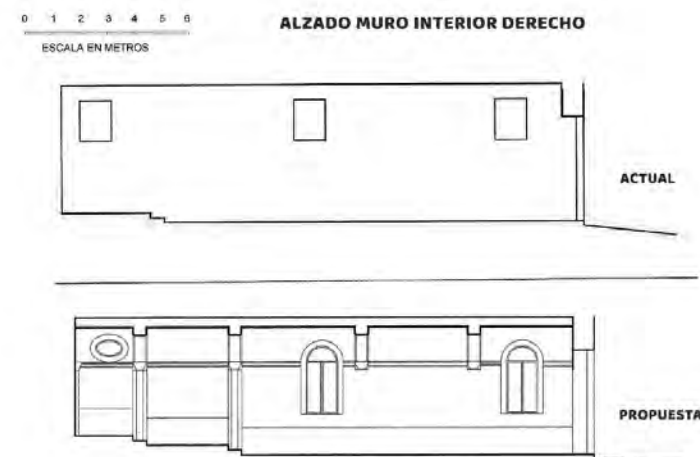 0 1 2 3 4 5 6
ESCALA EN METROS
ALZADO MURO INTERIOR DERECHO
ACTUAL
PROPUESTA